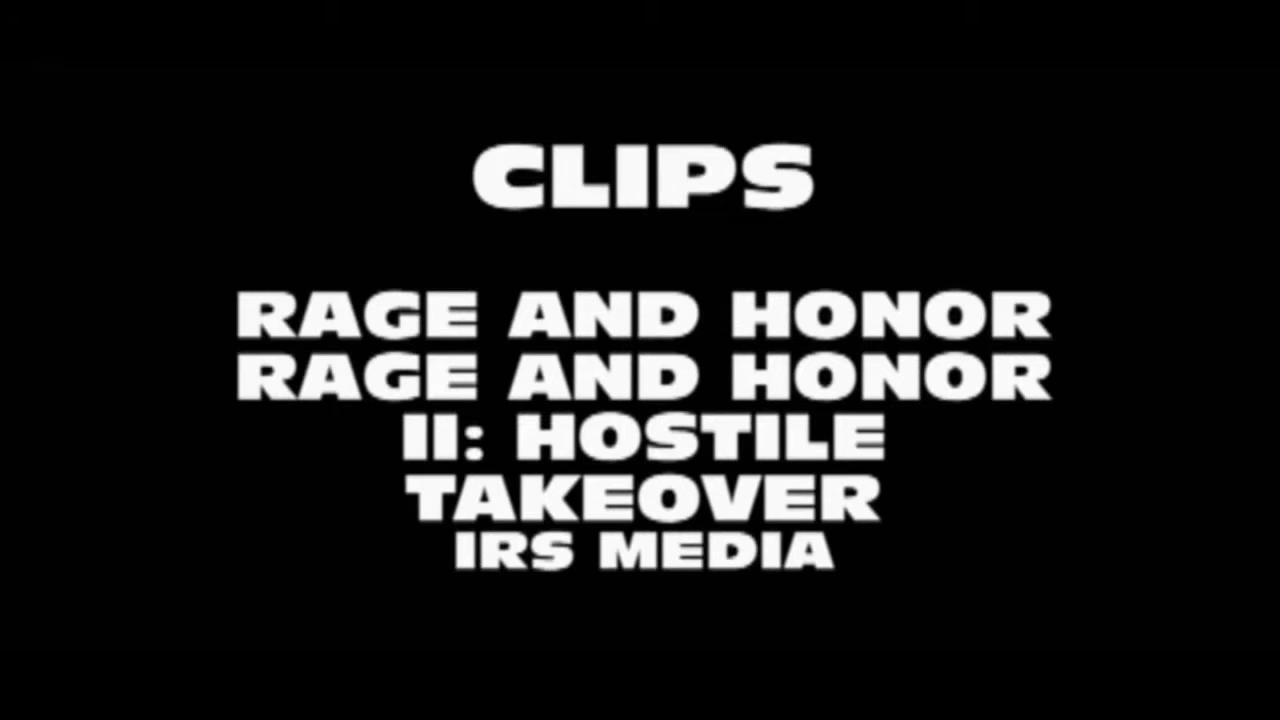 CLIPS
RAGE AND HONOR
RAGE AND HONOR
II: HOSTILE
TAKEOVER
IRS MEDIA